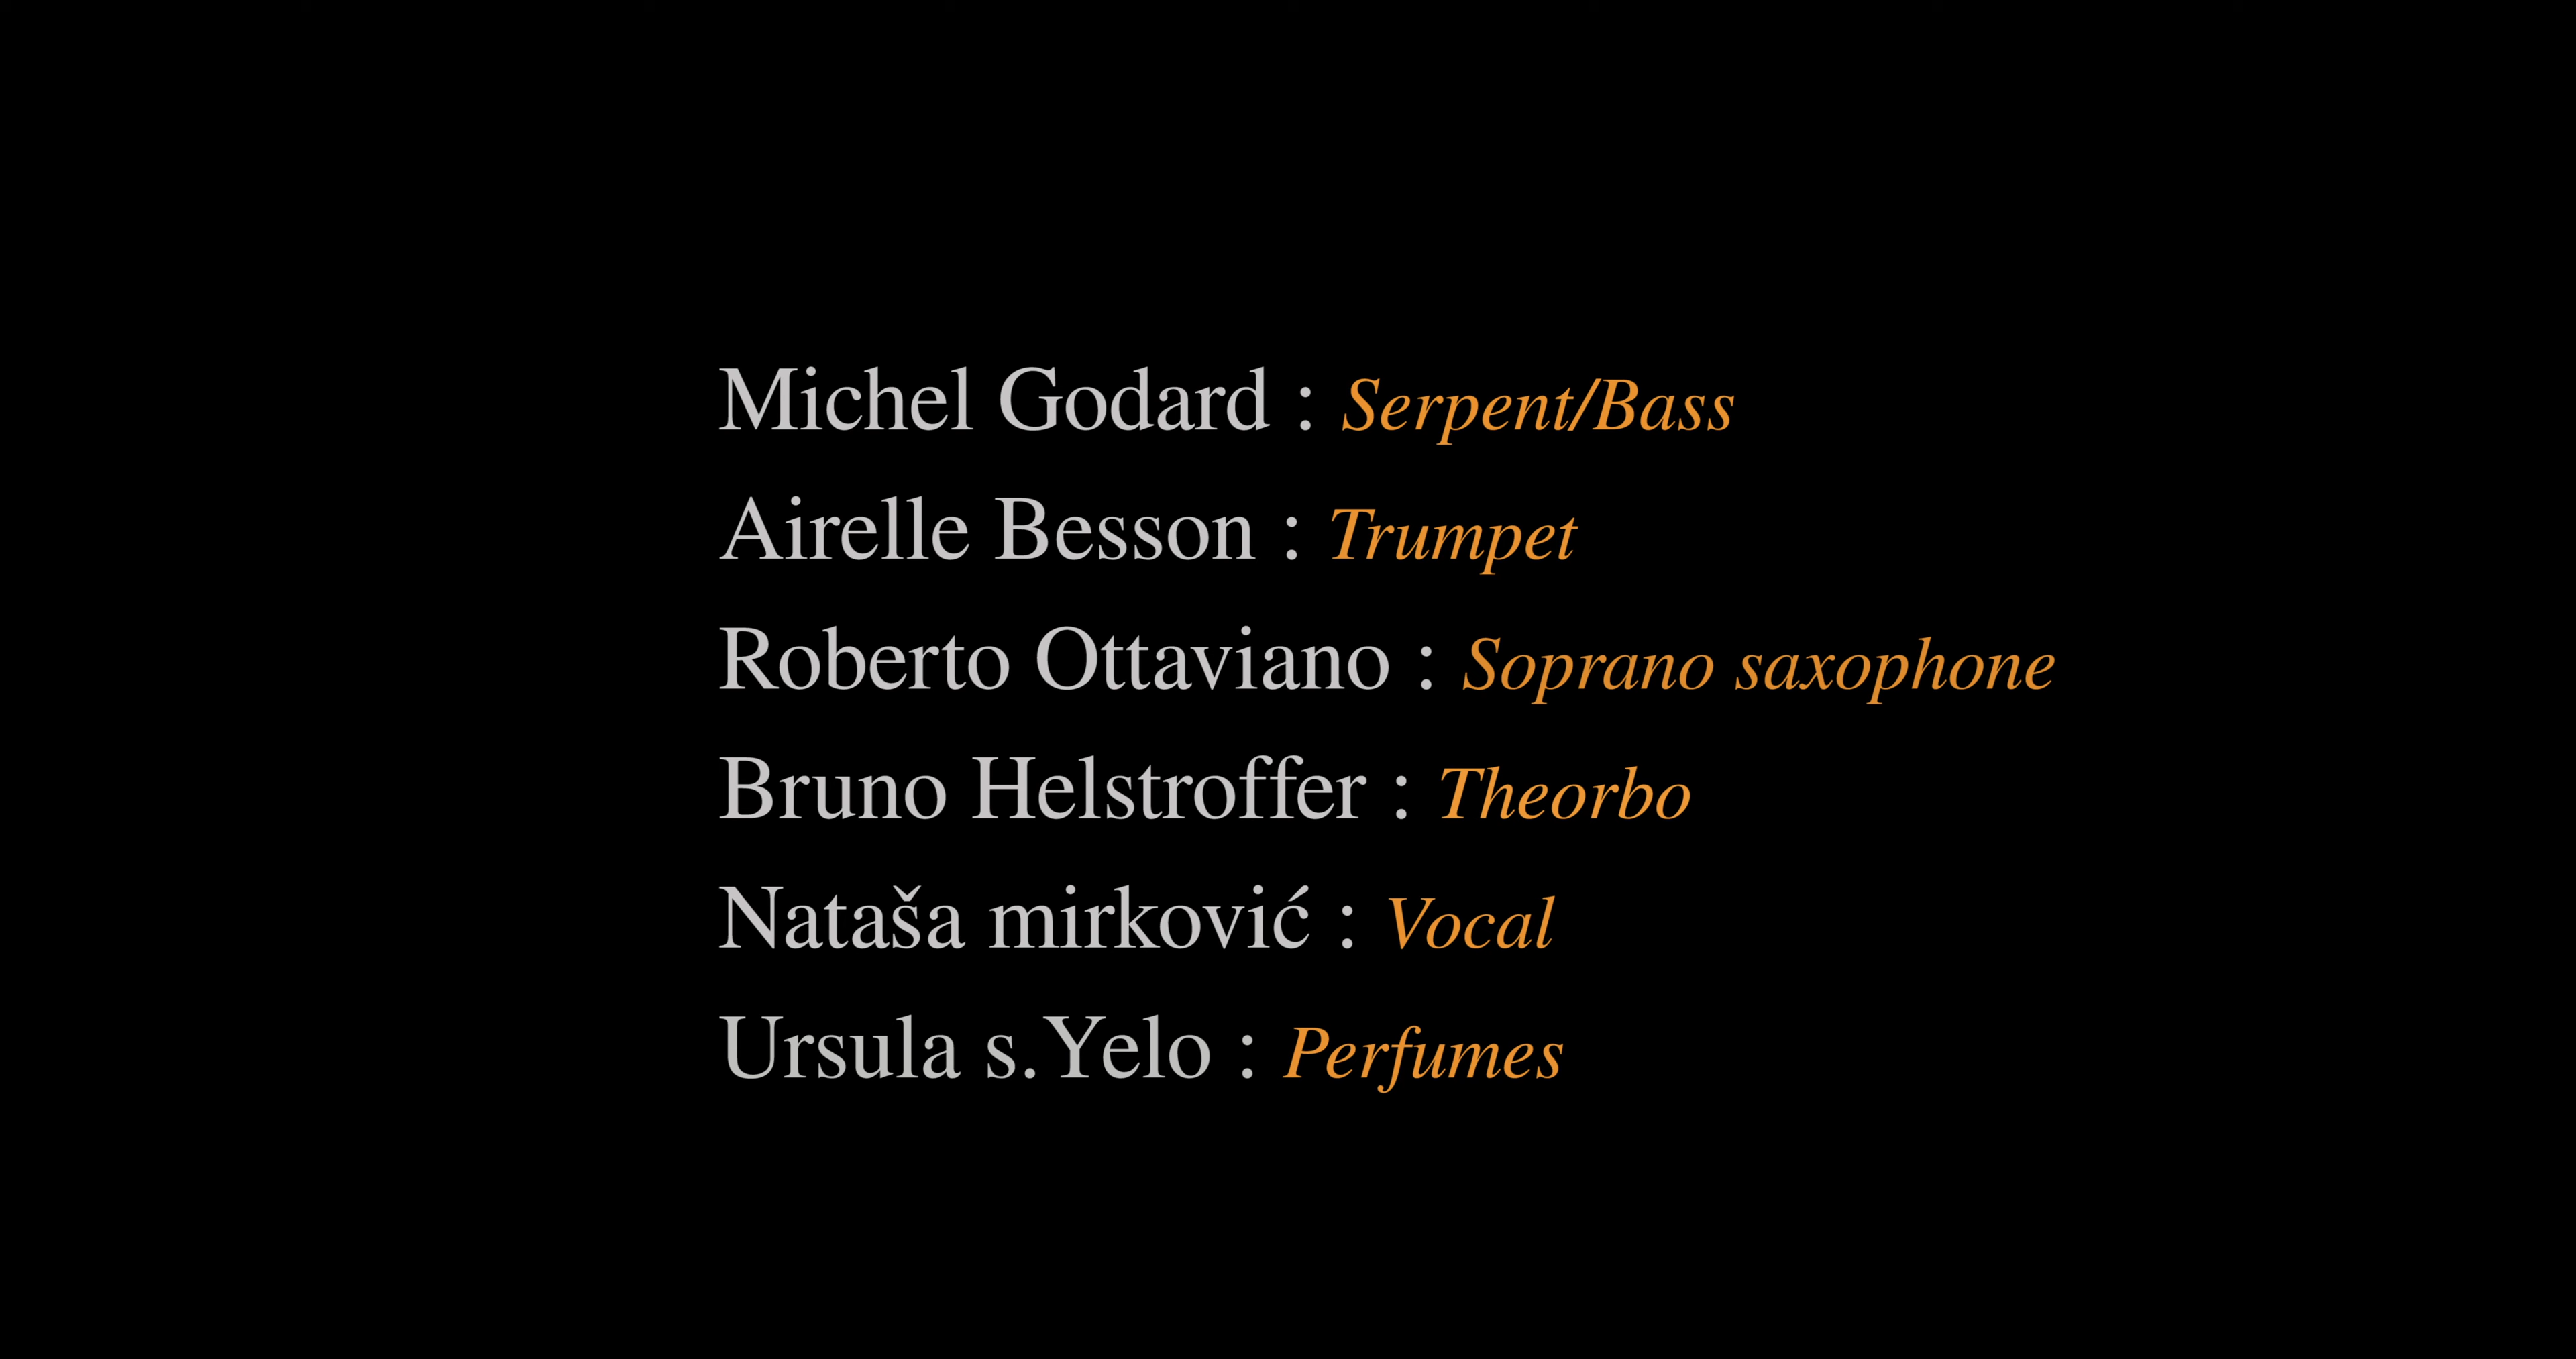 Michel Godard : Serpent/Bass
Airelle Besson : Trumpet
Roberto Ottaviano : Soprano saxophone
Bruno Helstroffer : Theorbo
Nataša mirković : Vocal
Ursula s.Yelo : Perfumes